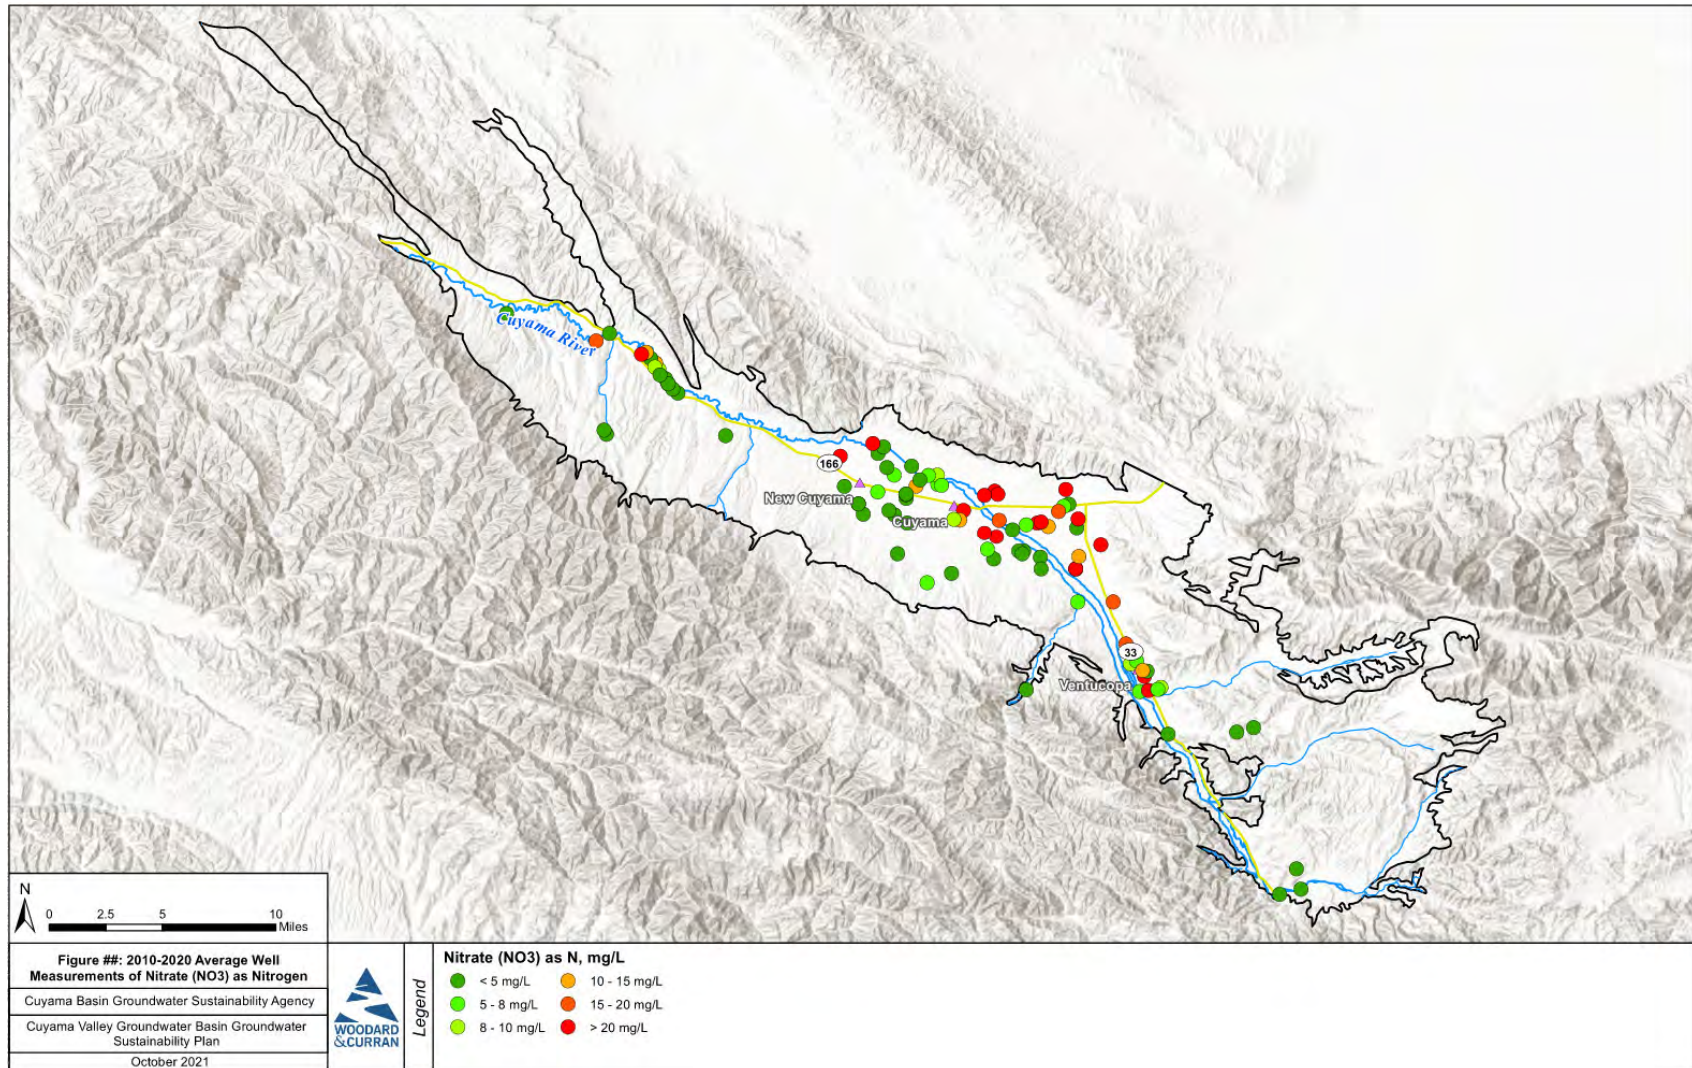 Cuyama River
166
New Cuyama
Cuyama
33
Ventucopa
N
0 2.5 5 10
Miles
Figure ##: 2010-2020 Average Well
Measurements of Nitrate (NO3) as Nitrogen
Cuyama Basin Groundwater Sustainability Agency
Cuyama Valley Groundwater Basin Groundwater
Sustainability Plan
October 2021
WOODARD
&CURRAN
Legend
Nitrate (NO3) as N, mg/L
< 5 mg/L
5 - 8 mg/L
8 - 10 mg/L
10 - 15 mg/L
15 - 20 mg/L
> 20 mg/L